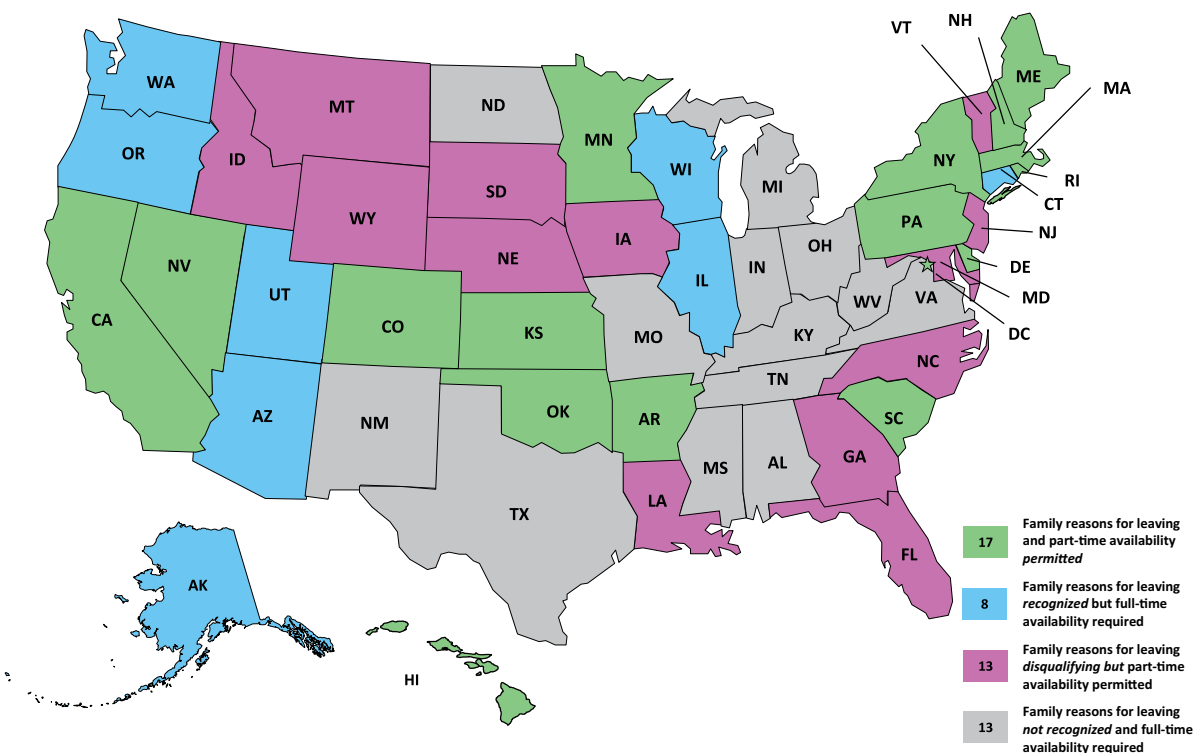 VT
NH
ME
MA
WA
MT
ND
MN
OR
ID
SD
WI
NY
MI
RI
CT
WY
IA
PA
NJ
NV
NE
OH
DE
UT
IL
IN
MD
CA
CO
KS
MO
WV
VA
DC
KY
NC
TN
AZ
NM
OK
AR
SC
MS
AL
GA
TX
LA
FL
AK
HI
17
Family reasons for leaving
and part-time availability
permitted
8
Family reasons for leaving
recognized but full-time
availability required
13
Family reasons for leaving
disqualifying but part-time
availability permitted
13
Family reasons for leaving
not recognized and full-time
availability required